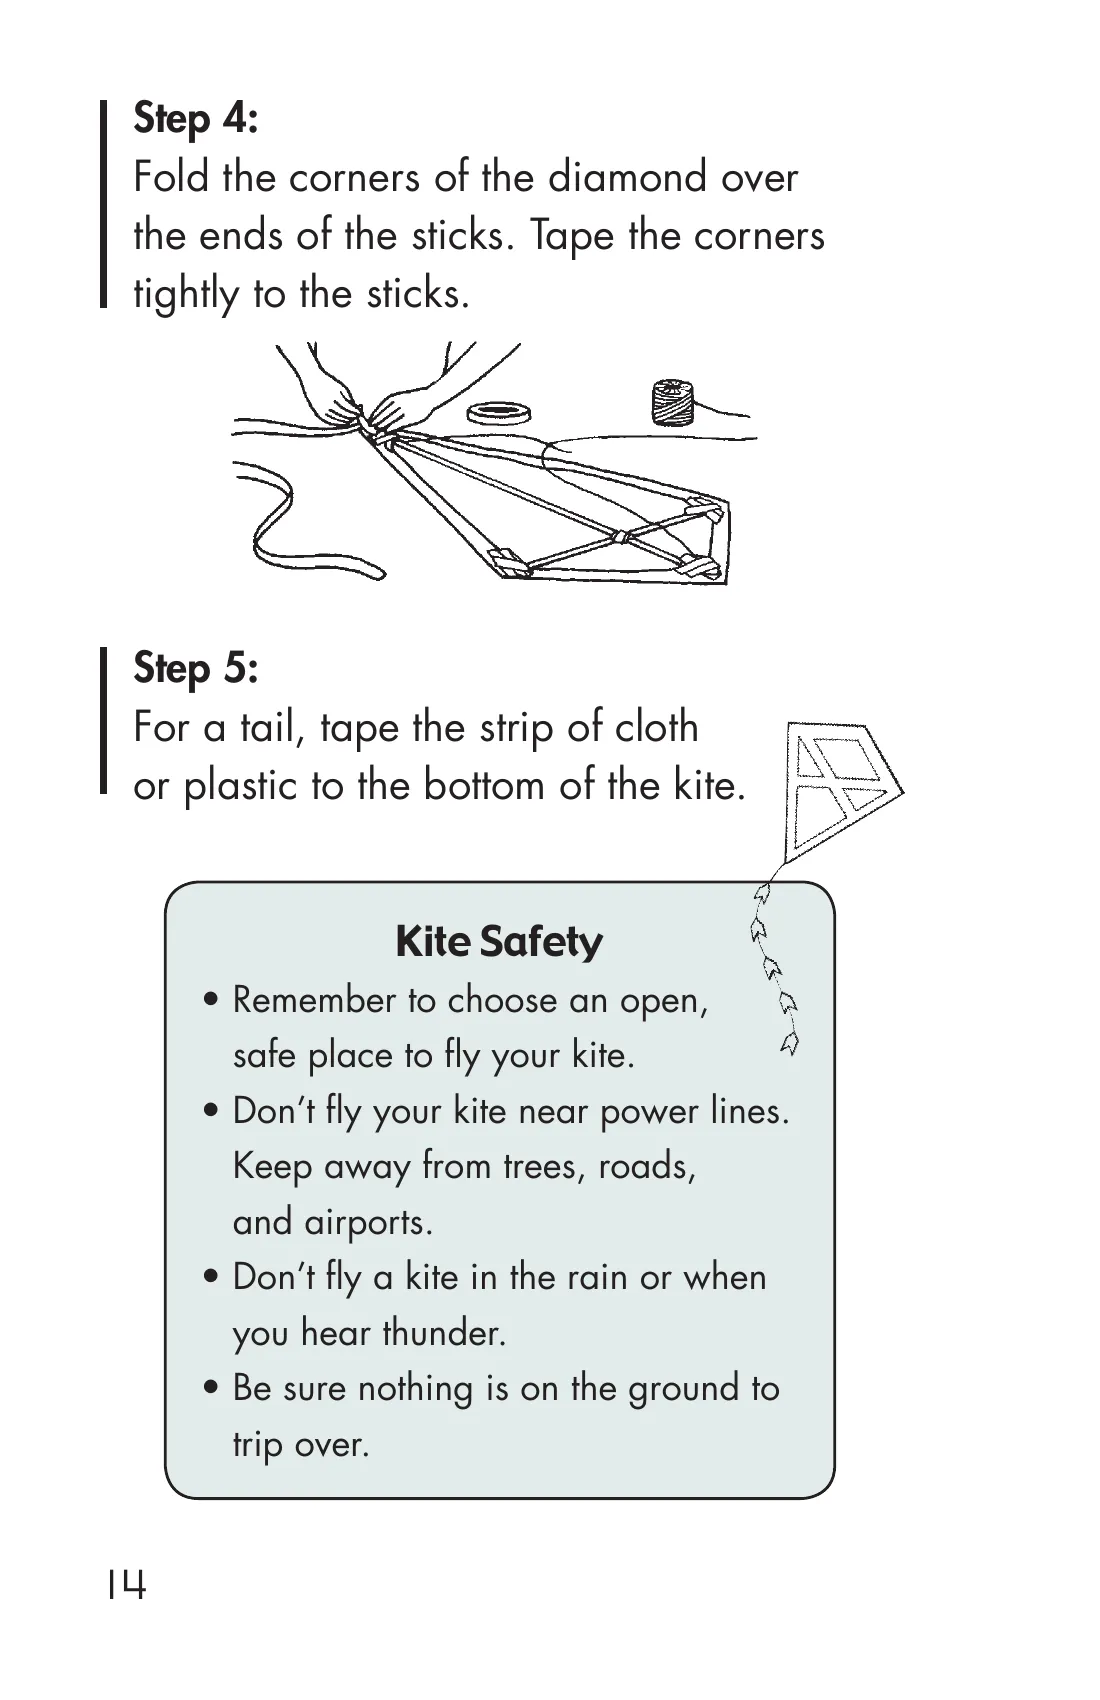 Step 4:
Fold the corners of the diamond over
the ends of the sticks. Tape the corners
tightly to the sticks.
Step 5:
For a tail, tape the strip of cloth
or plastic to the bottom of the kite.
Kite Safety
• Remember to choose an open,
safe place to fly your kite.
• Don’t fly your kite near power lines.
Keep away from trees, roads,
and airports.
• Don’t fly a kite in the rain or when
you hear thunder.
• Be sure nothing is on the ground to
trip over.
14